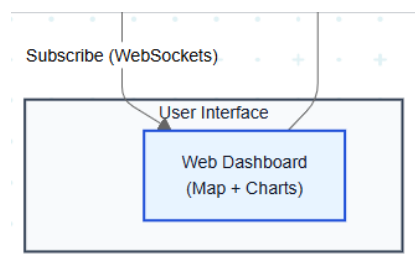 Subscribe (WebSockets)
User Interface
Web Dashboard
(Map + Charts)